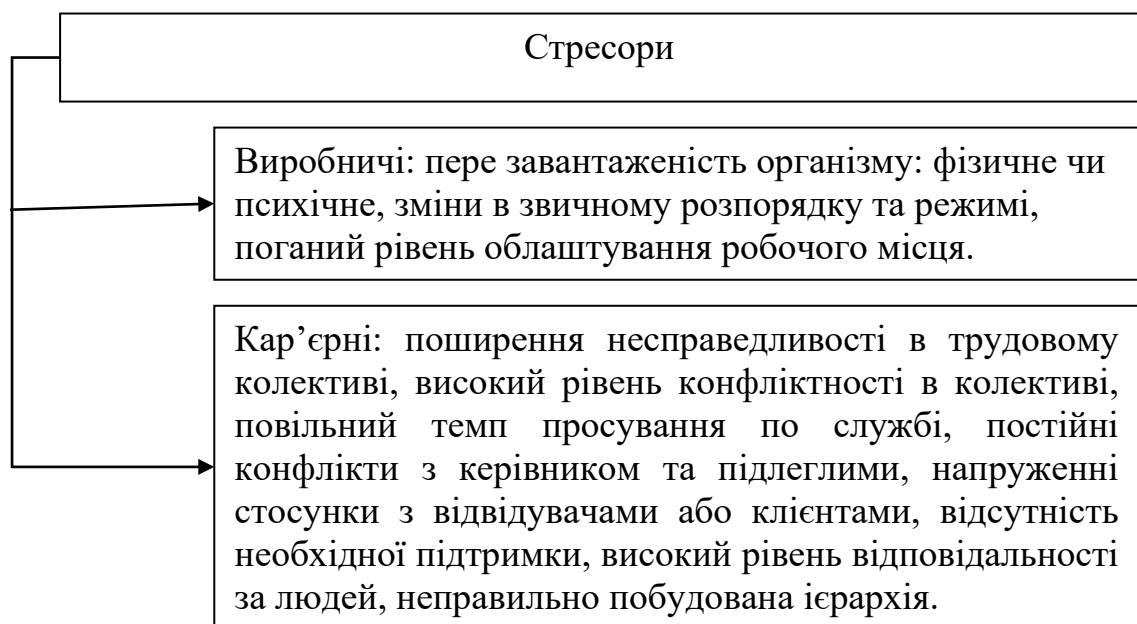 Стресори
Виробничі: пере завантаженість організму: фізичне чи
психічне, зміни в звичному розпорядку та режимі,
поганий рівень облаштування робочого місця.
Кар’єрні: поширення несправедливості в трудовому
колективі, високий рівень конфліктності в колективі,
повільний темп просування по службі, постійні
конфлікти з керівником та підлеглими, напруженні
стосунки з відвідувачами або клієнтами, відсутність
необхідної підтримки, високий рівень відповідальності
за людей, неправильно побудована ієрархія.